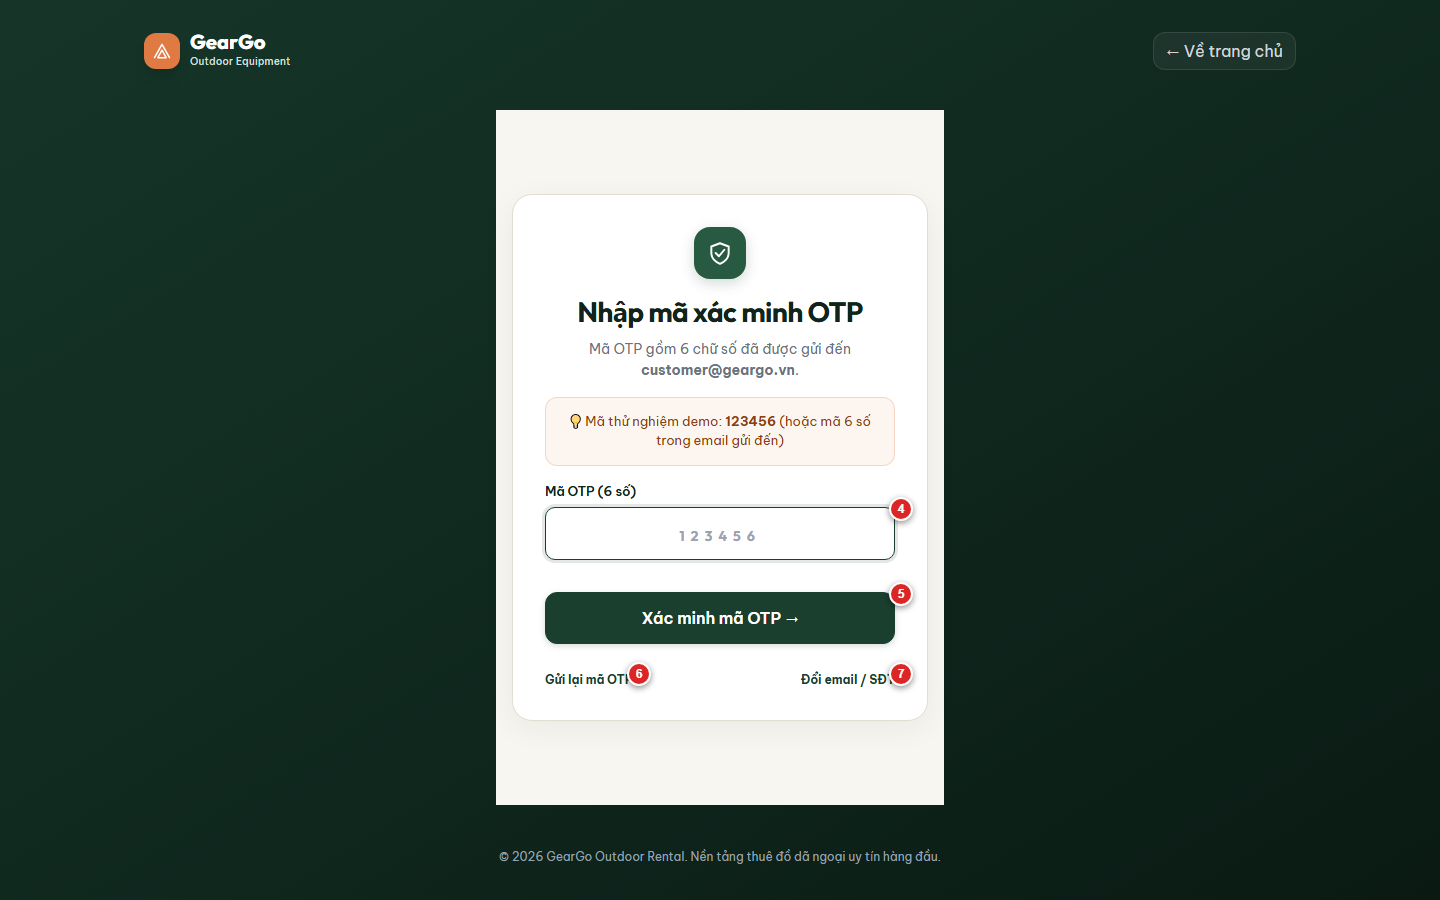 GearGo
Outdoor Equipment
← Về trang chủ
Nhập mã xác minh OTP
Mã OTP gồm 6 chữ số đã được gửi đến
customer@geargo.vn.
💡 Mã thử nghiệm demo: 123456 (hoặc mã 6 số
trong email gửi đến)
Mã OTP (6 số)
4
1 2 3 4 5 6
5
Xác minh mã OTP →
Gửi lại mã OTP
6
Đổi email / SĐT
7
© 2026 GearGo Outdoor Rental. Nền tảng thuê đồ dã ngoại uy tín hàng đầu.